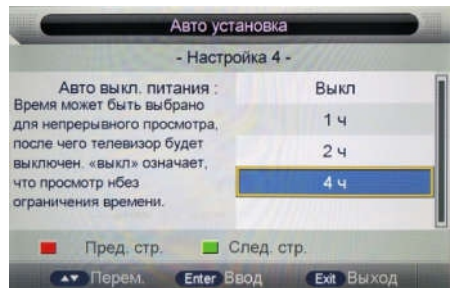 Авто установка
- Настройка 4 -
Авто выкл. питания :
Время может быть выбрано
для непрерывного просмотра,
после чего телевизор будет
выключен. «выкл» означает,
что просмотр нбез
ограничения времени.
Выкл
1 ч
2 ч
4 ч
Пред. стр. След. стр.
Перем. Enter Ввод Exit Выход